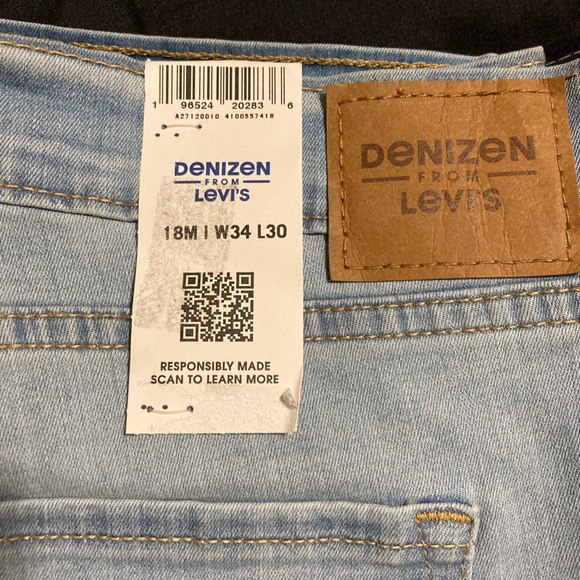 1 96524 20283 6
A27120010 4100557418
DENIZEN
FROM
Levi's
18M | W34 L30
RESPONSIBLY MADE
SCAN TO LEARN MORE
DENIZEN
FROM
Levi's